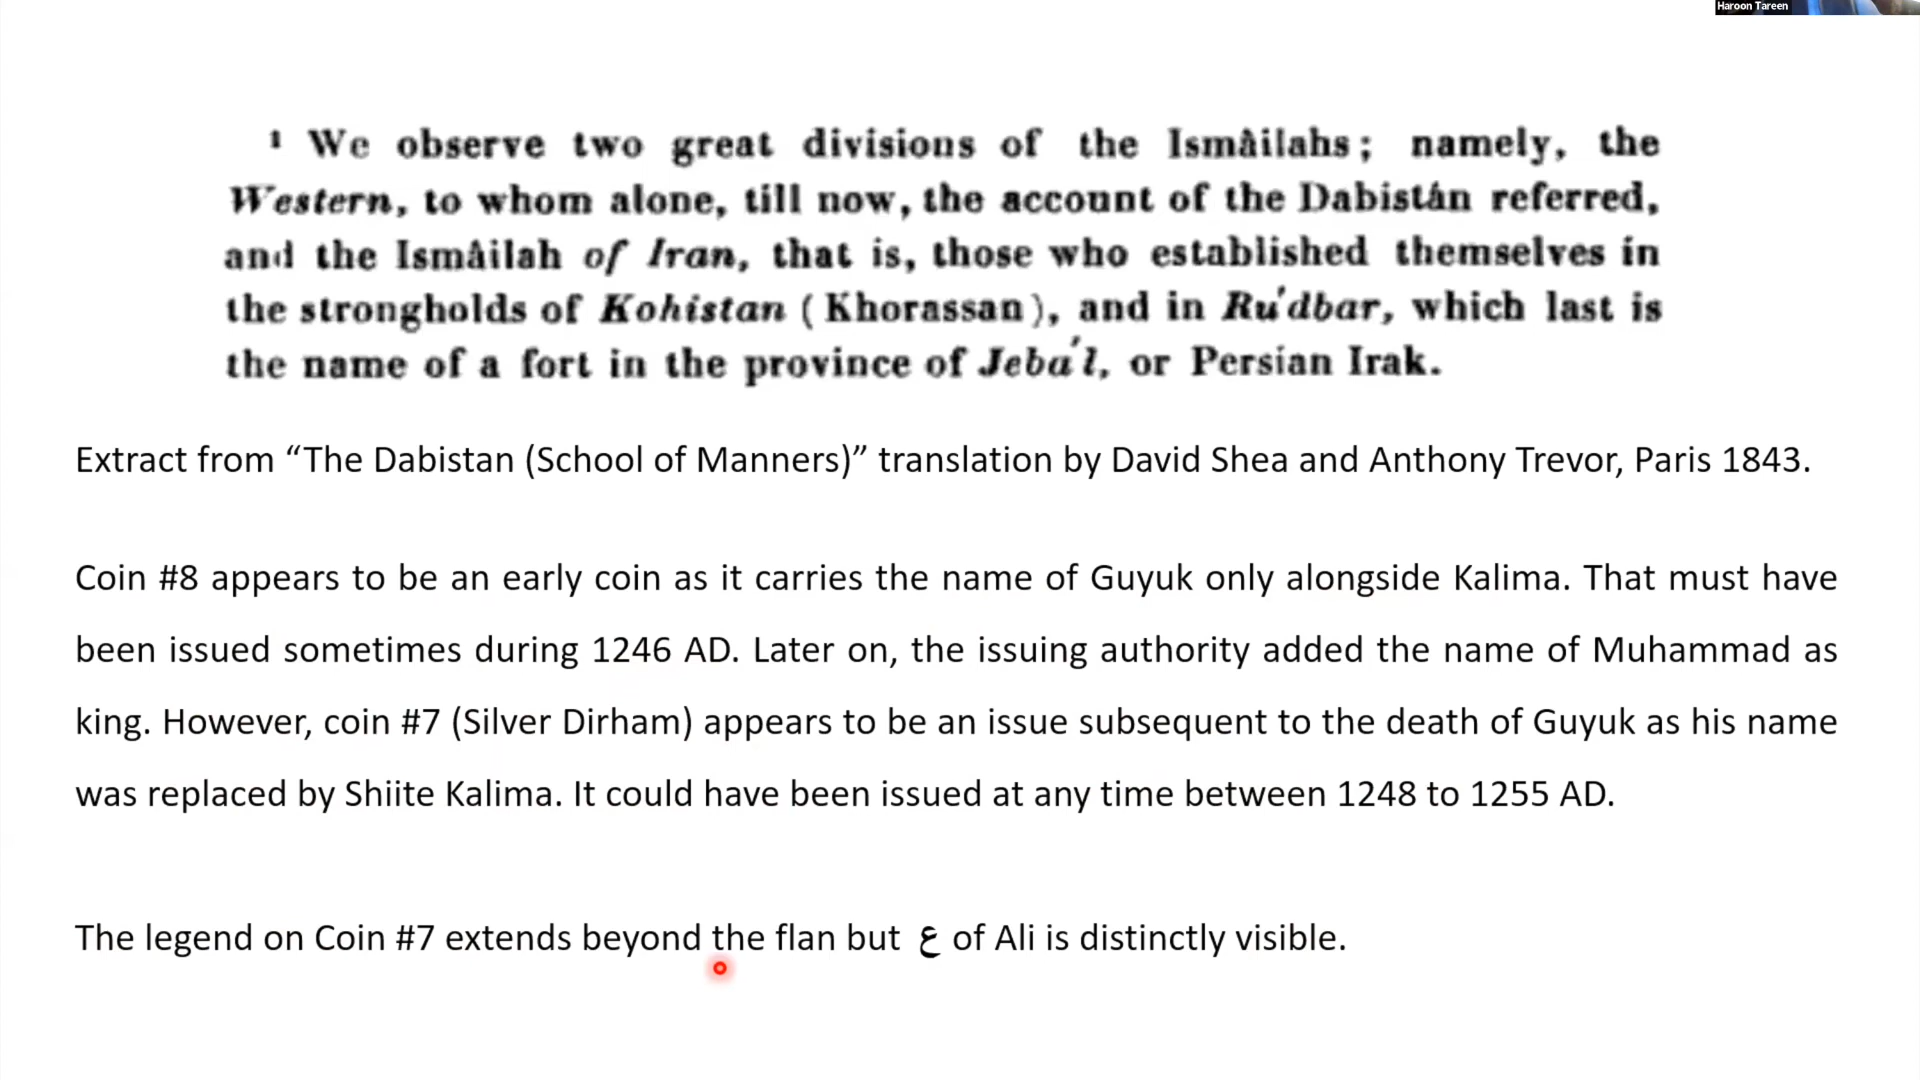 Haroon Tareen
¹ We observe two great divisions of the Ismâilahs; namely, the
Western, to whom alone, till now, the account of the Dabistán referred,
and the Ismâilah of Iran, that is, those who established themselves in
the strongholds of Kohistan (Khorassan), and in Ru'dbar, which last is
the name of a fort in the province of Jeba'l, or Persian Irak.
Extract from “The Dabistan (School of Manners)” translation by David Shea and Anthony Trevor, Paris 1843.
Coin #8 appears to be an early coin as it carries the name of Guyuk only alongside Kalima. That must have
been issued sometimes during 1246 AD. Later on, the issuing authority added the name of Muhammad as
king. However, coin #7 (Silver Dirham) appears to be an issue subsequent to the death of Guyuk as his name
was replaced by Shiite Kalima. It could have been issued at any time between 1248 to 1255 AD.
The legend on Coin #7 extends beyond the flan but ع of Ali is distinctly visible.